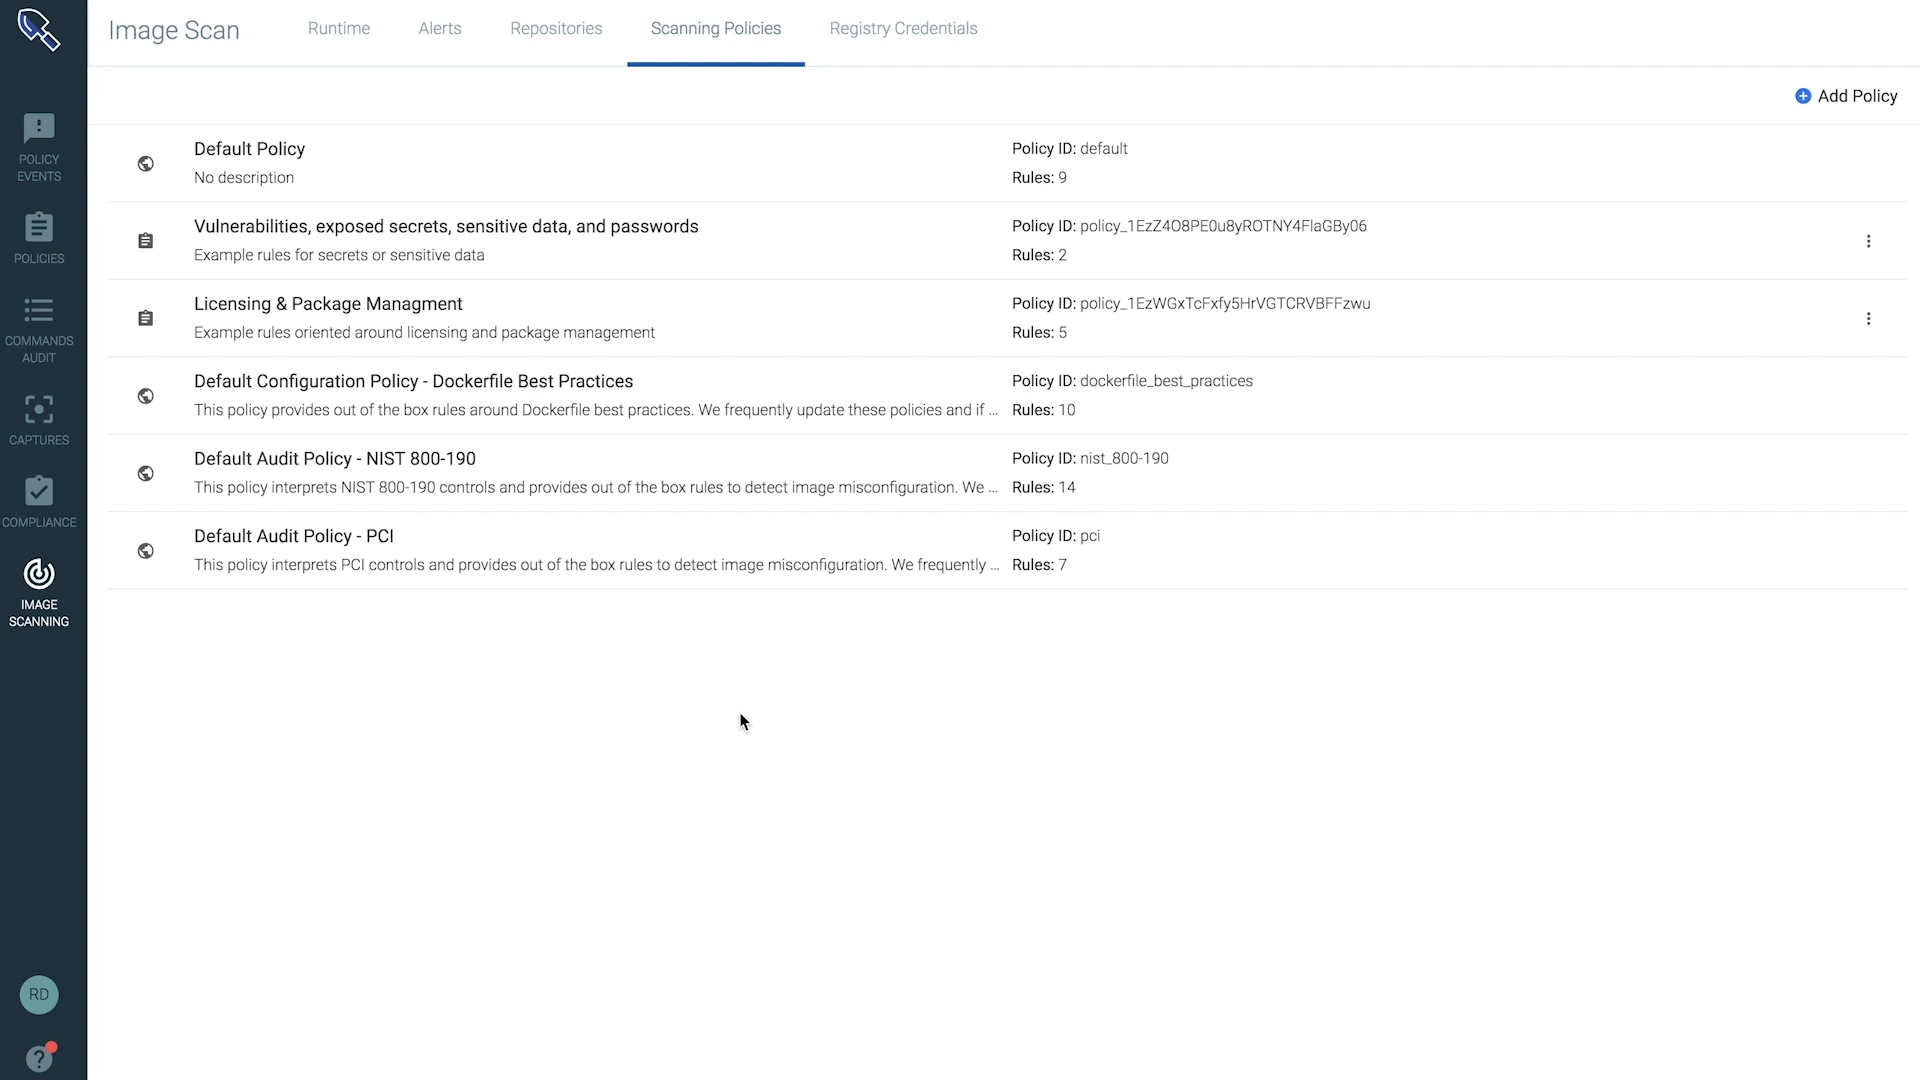 Image Scan
Runtime
Alerts
Repositories
Scanning Policies
Registry Credentials
Add Policy
POLICY
EVENTS
POLICIES
COMMANDS
AUDIT
CAPTURES
COMPLIANCE
IMAGE
SCANNING
RD
?
Default Policy
No description
Policy ID: default
Rules: 9
Vulnerabilities, exposed secrets, sensitive data, and passwords
Example rules for secrets or sensitive data
Policy ID: policy_1EzZ4O8PE0u8yROTNY4FlaGBy06
Rules: 2
Licensing & Package Managment
Example rules oriented around licensing and package management
Policy ID: policy_1EzWGxTcFxfy5HrVGTCRVBFFzwu
Rules: 5
Default Configuration Policy - Dockerfile Best Practices
This policy provides out of the box rules around Dockerfile best practices. We frequently update these policies and if ...
Policy ID: dockerfile_best_practices
Rules: 10
Default Audit Policy - NIST 800-190
This policy interprets NIST 800-190 controls and provides out of the box rules to detect image misconfiguration. We ...
Policy ID: nist_800-190
Rules: 14
Default Audit Policy - PCI
This policy interprets PCI controls and provides out of the box rules to detect image misconfiguration. We frequently ...
Policy ID: pci
Rules: 7